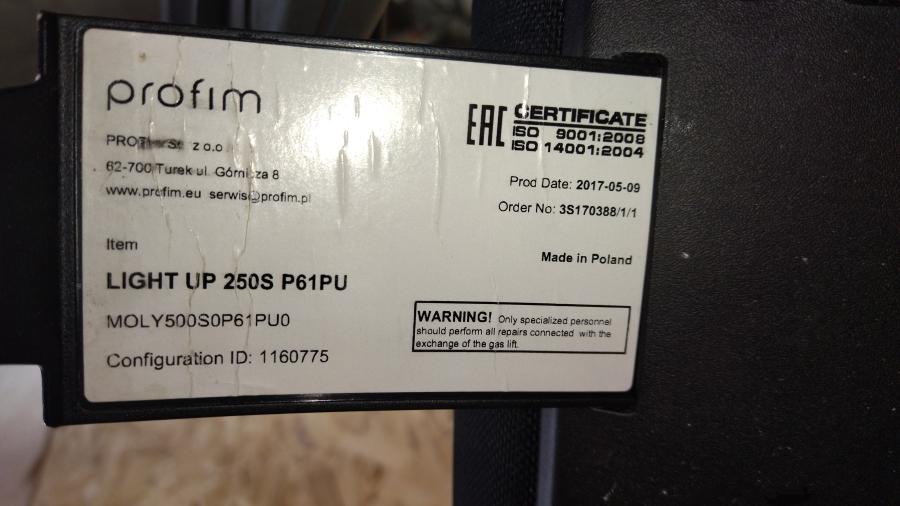 profim
z o.o
62-700 Turek ul. Górnicza 8
www.profim.eu serwis@profim.pl
EAC CERTIFICATE
ISO 9001:2008
ISO 14001:2004
Prod Date: 2017-05-09
Order No: 3S170388/1/1
Made in Poland
Item
LIGHT UP 250S P61PU
MOLY500S0P61PU0
Configuration ID: 1160775
WARNING! Only specialized personnel
should perform all repairs connected with the
exchange of the gas lift.